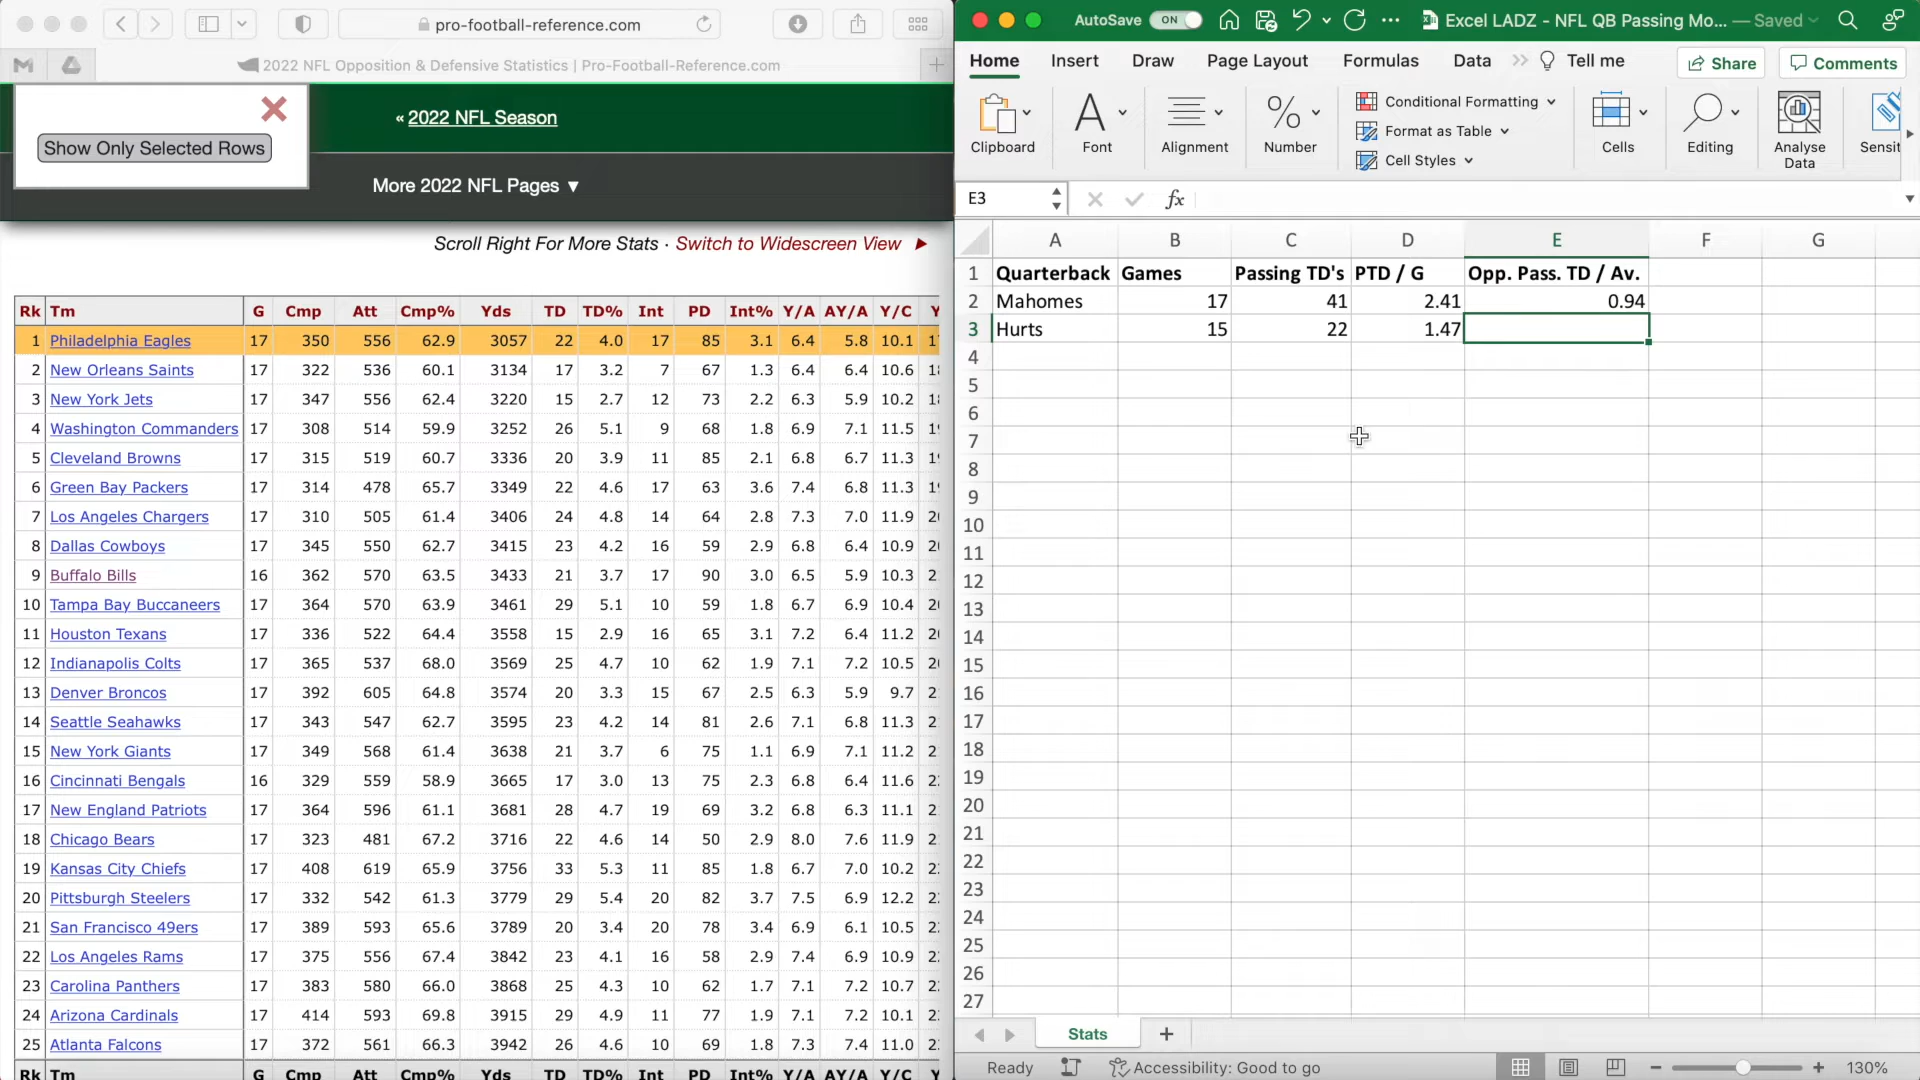 pro-football-reference.com
2022 NFL Opposition & Defensive Statistics | Pro-Football-Reference.com
Show Only Selected Rows
« 2022 NFL Season
More 2022 NFL Pages ▼
Scroll Right For More Stats · Switch to Widescreen View ►
Rk Tm G Cmp Att Cmp% Yds TD TD% Int PD Int% Y/A AY/A Y/C
1 Philadelphia Eagles 17 350 556 62.9 3057 22 4.0 17 85 3.1 6.4 5.8 10.1
2 New Orleans Saints 17 322 536 60.1 3134 17 3.2 7 67 1.3 6.4 6.4 10.6
3 New York Jets 17 347 556 62.4 3220 15 2.7 12 73 2.2 6.3 5.9 10.2
4 Washington Commanders 17 308 514 59.9 3252 26 5.1 9 68 1.8 6.9 7.1 11.5
5 Cleveland Browns 17 315 519 60.7 3336 20 3.9 11 85 2.1 6.8 6.7 11.3
6 Green Bay Packers 17 314 478 65.7 3349 22 4.6 17 63 3.6 7.4 6.8 11.3
7 Los Angeles Chargers 17 310 505 61.4 3406 24 4.8 14 64 2.8 7.3 7.0 11.9
8 Dallas Cowboys 17 345 550 62.7 3415 23 4.2 16 59 2.9 6.8 6.4 10.9
9 Buffalo Bills 16 362 570 63.5 3433 21 3.7 17 90 3.0 6.5 5.9 10.3
10 Tampa Bay Buccaneers 17 364 570 63.9 3461 29 5.1 10 59 1.8 6.7 6.9 10.4
11 Houston Texans 17 336 522 64.4 3558 15 2.9 16 65 3.1 7.2 6.4 11.2
12 Indianapolis Colts 17 365 537 68.0 3569 25 4.7 10 62 1.9 7.1 7.2 10.5
13 Denver Broncos 17 392 605 64.8 3574 20 3.3 15 67 2.5 6.3 5.9 9.7
14 Seattle Seahawks 17 343 547 62.7 3595 23 4.2 14 81 2.6 7.1 6.8 11.3
15 New York Giants 17 349 568 61.4 3638 21 3.7 6 75 1.1 6.9 7.1 11.2
16 Cincinnati Bengals 16 329 559 58.9 3665 17 3.0 13 75 2.3 6.8 6.4 11.6
17 New England Patriots 17 364 596 61.1 3681 28 4.7 19 69 3.2 6.8 6.3 11.1
18 Chicago Bears 17 323 481 67.2 3716 22 4.6 14 50 2.9 8.0 7.6 11.9
19 Kansas City Chiefs 17 408 619 65.9 3756 33 5.3 11 85 1.8 6.7 7.0 10.2
20 Pittsburgh Steelers 17 332 542 61.3 3779 29 5.4 20 82 3.7 7.5 6.9 12.2
21 San Francisco 49ers 17 389 593 65.6 3789 20 3.4 20 78 3.4 6.9 6.1 10.5
22 Los Angeles Rams 17 375 556 67.4 3842 23 4.1 16 58 2.9 7.4 6.9 10.9
23 Carolina Panthers 17 383 580 66.0 3868 25 4.3 10 62 1.7 7.1 7.2 10.7
24 Arizona Cardinals 17 414 593 69.8 3915 29 4.9 11 77 1.9 7.1 7.2 10.1
25 Atlanta Falcons 17 372 561 66.3 3942 26 4.6 10 69 1.8 7.3 7.4 11.0
Rk Tm G Cmp Att Cmp% Yds TD TD% Int PD Int% Y/A AY/A Y/C
AutoSave ON Excel LADZ - NFL QB Passing Mo... — Saved
Home Insert Draw Page Layout Formulas Data Tell me Share Comments
Clipboard Font Alignment Number Conditional Formatting Format as Table Cell Styles Cells Editing Analyse Data Sensit
E3 fx
A B C D E F G
1 Quarterback Games Passing TD's PTD / G Opp. Pass. TD / Av.
2 Mahomes 17 41 2.41 0.94
3 Hurts 15 22 1.47
4
5
6
7
8
9
10
11
12
13
14
15
16
17
18
19
20
21
22
23
24
25
26
27
Stats +
Ready Accessibility: Good to go 130%